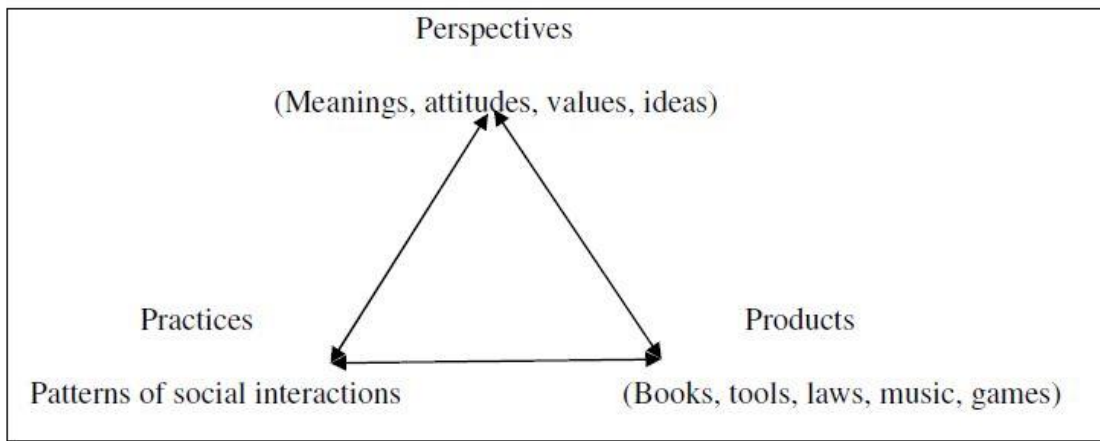 Perspectives
(Meanings, attitudes, values, ideas)
Practices
Products
Patterns of social interactions
(Books, tools, laws, music, games)